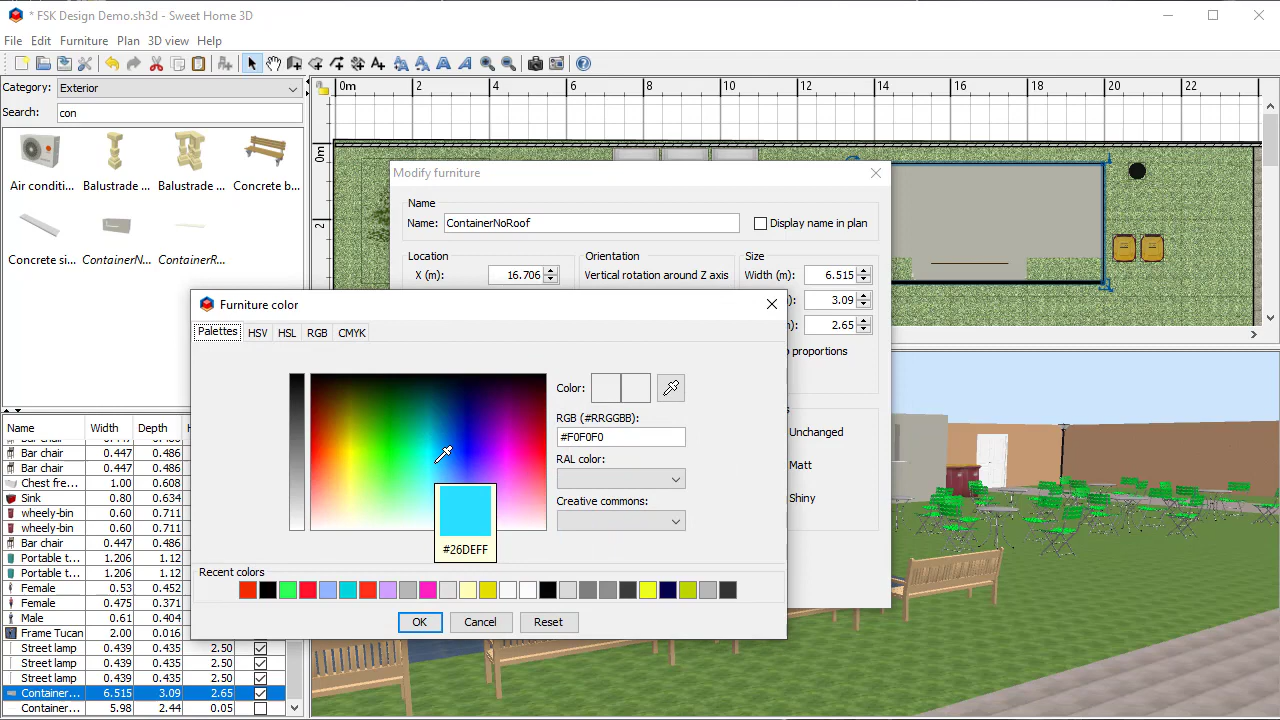 * FSK Design Demo.sh3d - Sweet Home 3D
File Edit Furniture Plan 3D view Help
Category: Exterior
Search: con
Air conditi... Balustrade ... Balustrade ... Concrete b...
Concrete si... ContainerN... ContainerR...
0m 2 4 6 8 10 12 14 16 18 20 22
0m
2
Modify furniture
Name
Name: ContainerNoRoof Display name in plan
Location Orientation Size
X (m): 16.706 Vertical rotation around Z axis Width (m): 6.515
): 3.09
m): 2.65
proportions
Unchanged
Matt
Shiny
Furniture color
Palettes HSV HSL RGB CMYK
Color:
RGB (#RRGGBB):
#F0F0F0
RAL color:
Creative commons:
#26DEFF
Recent colors
OK Cancel Reset
Name Width Depth
Bar chair 0.447 0.486
Bar chair 0.447 0.486
Chest free... 1.00 0.608
Sink 0.80 0.634
wheely-bin 0.60 0.711
wheely-bin 0.60 0.711
Bar chair 0.447 0.486
Portable t... 1.206 1.12
Portable t... 1.206 1.12
Female 0.53 0.452
Female 0.475 0.371
Male 0.61 0.404
Frame Tucan 2.00 0.016
Street lamp 0.439 0.435 2.50
Street lamp 0.439 0.435 2.50
Street lamp 0.439 0.435 2.50
Container... 6.515 3.09 2.65
Container... 5.98 2.44 0.05